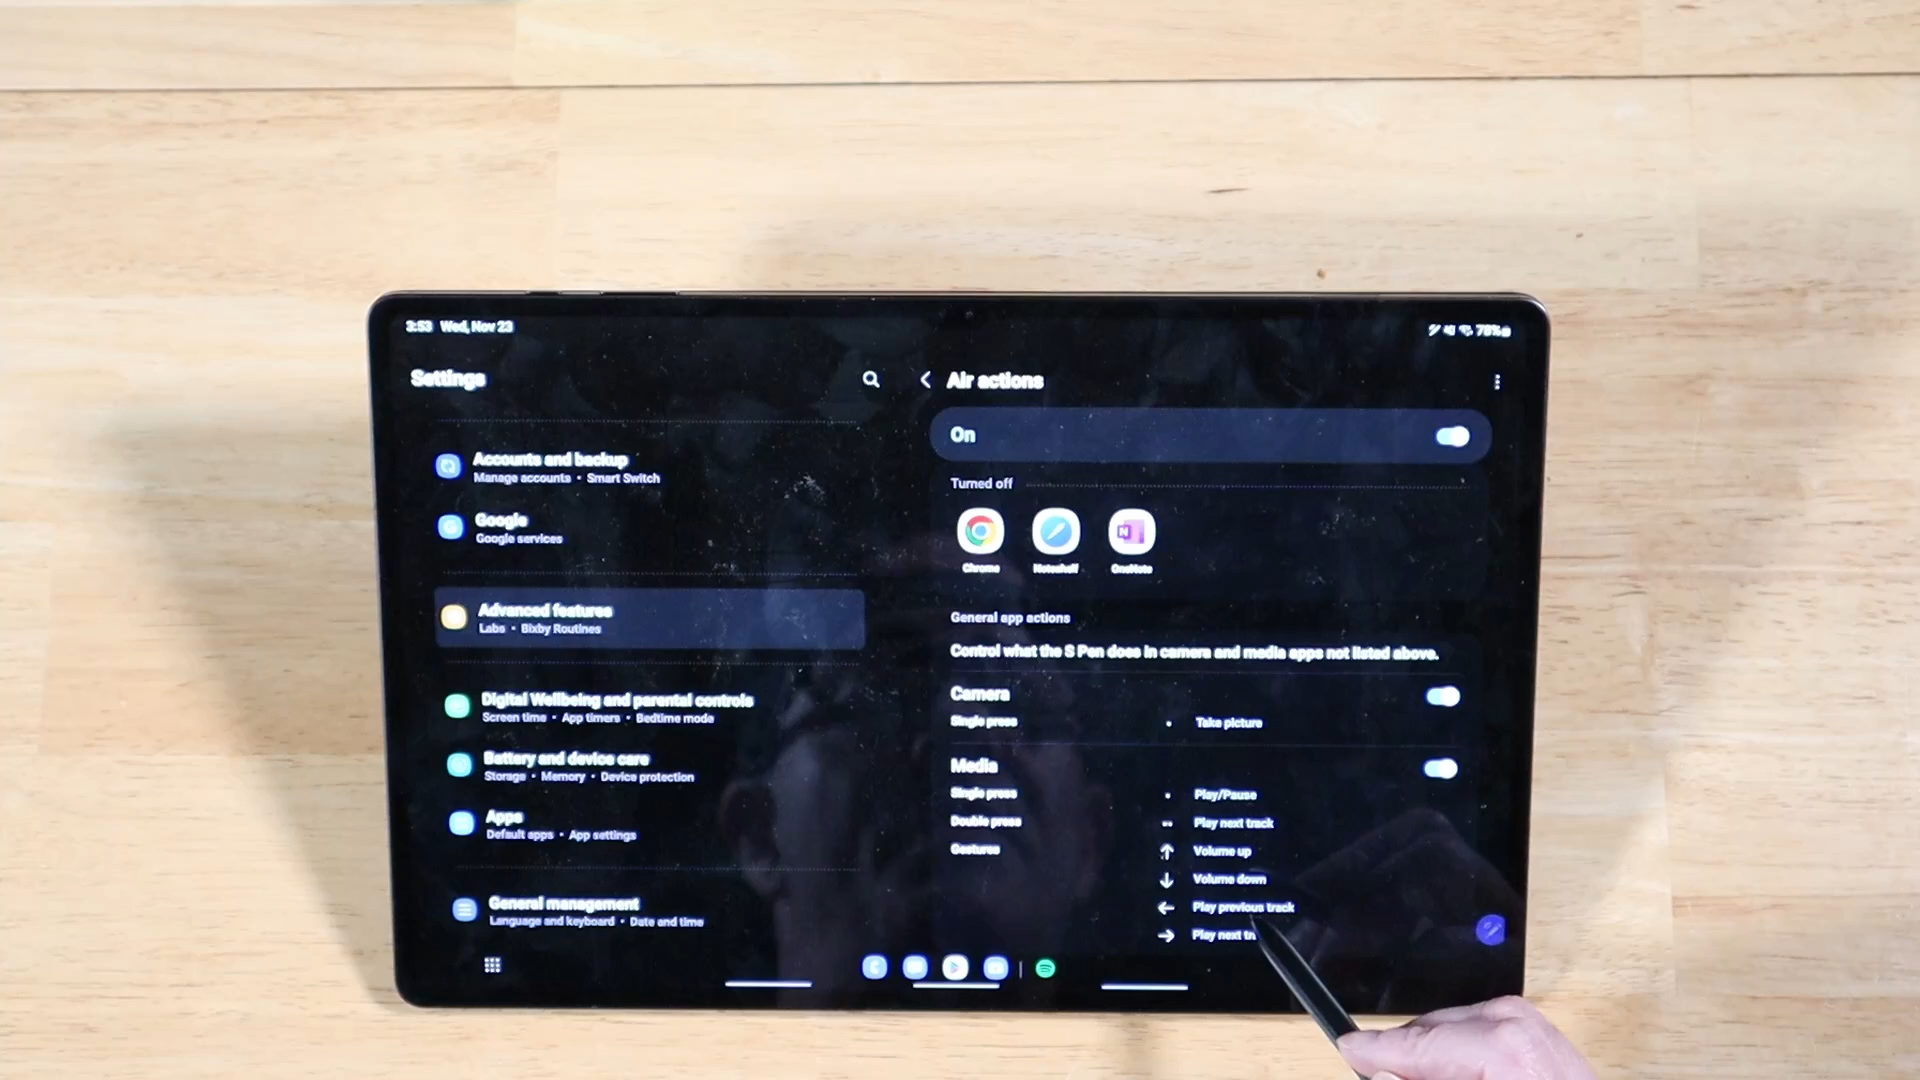 3:53 Wed, Nov 23
78%
Settings
Accounts and backup
Manage accounts • Smart Switch
Google
Google services
Advanced features
Labs • Bixby Routines
Digital Wellbeing and parental controls
Screen time • App timers • Bedtime mode
Battery and device care
Storage • Memory • Device protection
Apps
Default apps • App settings
General management
Language and keyboard • Date and time
Air actions
On
Turned off
Chrome
Noteshelf
OneNote
General app actions
Control what the S Pen does in camera and media apps not listed above.
Camera
Single press • Take picture
Media
Single press • Play/Pause
Double press •• Play next track
Gestures ↑ Volume up
↓ Volume down
← Play previous track
→ Play next tr